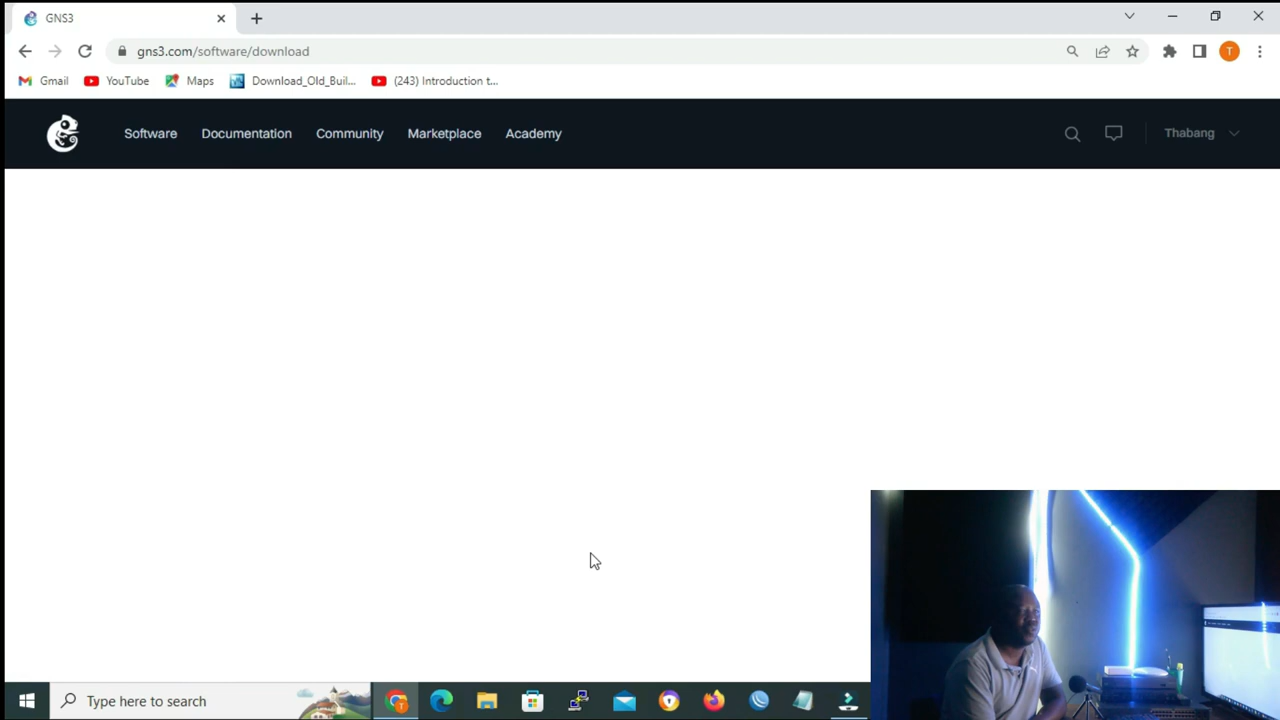 GNS3
gns3.com/software/download
T
Gmail YouTube Maps Download_Old_Buil... (243) Introduction t...
Software Documentation Community Marketplace Academy Thabang
Type here to search